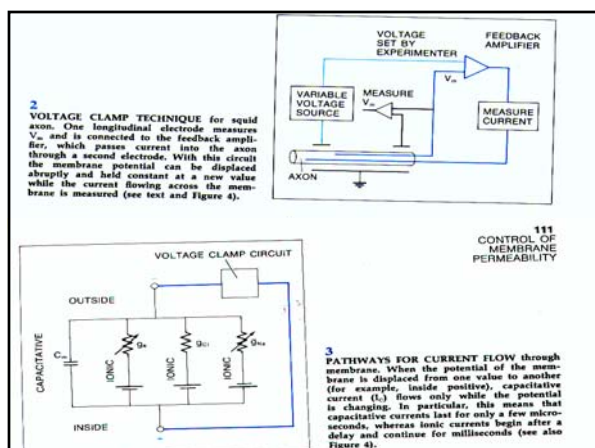 VOLTAGE
SET BY
EXPERIMENTER
FEEDBACK
AMPLIFIER
Vm
MEASURE
Vm
VARIABLE
VOLTAGE
SOURCE
MEASURE
CURRENT
AXON
2
VOLTAGE CLAMP TECHNIQUE for squid
axon. One longitudinal electrode measures
Vm and is connected to the feedback ampli-
fier, which passes current into the axon
through a second electrode. With this circuit
the membrane potential can be displaced
abruptly and held constant at a new value
while the current flowing across the mem-
brane is measured (see text and Figure 4).
111
CONTROL OF
MEMBRANE
PERMEABILITY
VOLTAGE CLAMP CIRCUIT
OUTSIDE
CAPACITATIVE
Cm
IONIC
gK
IONIC
gCl
IONIC
gNa
INSIDE
3
PATHWAYS FOR CURRENT FLOW through
membrane. When the potential of the mem-
brane is displaced from one value to another
(for example, inside positive), capacitative
current (IC) flows only while the potential
is changing. In particular, this means that
capacitative currents last for only a few micro-
seconds, whereas ionic currents begin after a
delay and continue for milliseconds (see also
Figure 4).